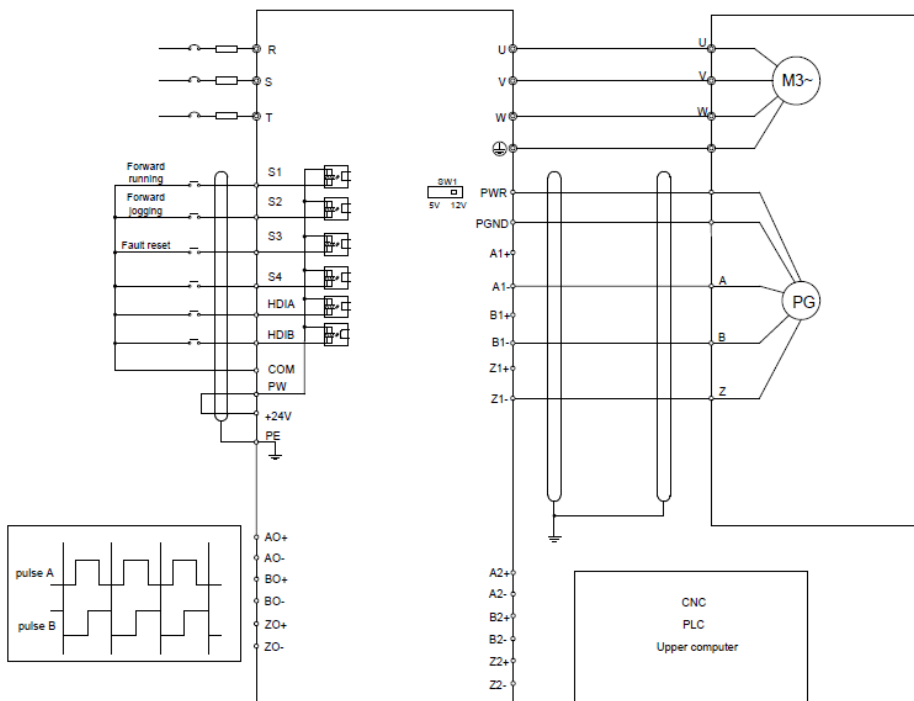 R
S
T
Forward
running
S1
Forward
jogging
S2
Fault reset
S3
S4
HDIA
HDIB
COM
PW
+24V
PE
pulse A
pulse B
AO+
AO-
BO+
BO-
ZO+
ZO-
U
V
W
SW1
5V 12V
PWR
PGND
A1+
A1-
B1+
B1-
Z1+
Z1-
A2+
A2-
B2+
B2-
Z2+
Z2-
U
V
W
M3~
A
B
Z
PG
CNC
PLC
Upper computer